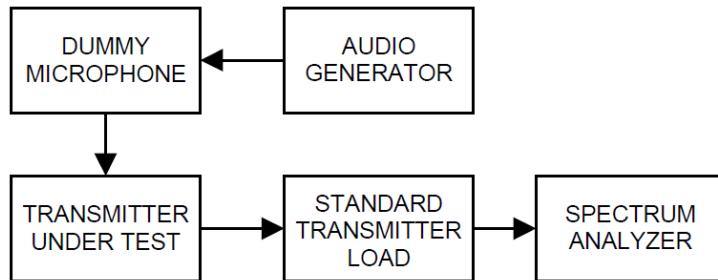 DUMMY
MICROPHONE
AUDIO
GENERATOR
TRANSMITTER
UNDER TEST
STANDARD
TRANSMITTER
LOAD
SPECTRUM
ANALYZER